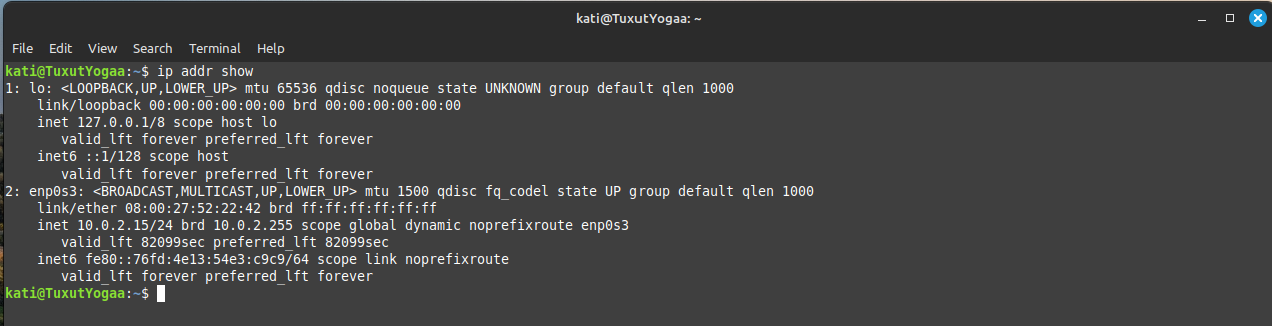 kati@TuxutYogaa: ~
File Edit View Search Terminal Help
kati@TuxutYogaa:~$ ip addr show
1: lo: <LOOPBACK,UP,LOWER_UP> mtu 65536 qdisc noqueue state UNKNOWN group default qlen 1000
    link/loopback 00:00:00:00:00:00 brd 00:00:00:00:00:00
    inet 127.0.0.1/8 scope host lo
       valid_lft forever preferred_lft forever
    inet6 ::1/128 scope host
       valid_lft forever preferred_lft forever
2: enp0s3: <BROADCAST,MULTICAST,UP,LOWER_UP> mtu 1500 qdisc fq_codel state UP group default qlen 1000
    link/ether 08:00:27:52:22:42 brd ff:ff:ff:ff:ff:ff
    inet 10.0.2.15/24 brd 10.0.2.255 scope global dynamic noprefixroute enp0s3
       valid_lft 82099sec preferred_lft 82099sec
    inet6 fe80::76fd:4e13:54e3:c9c9/64 scope link noprefixroute
       valid_lft forever preferred_lft forever
kati@TuxutYogaa:~$